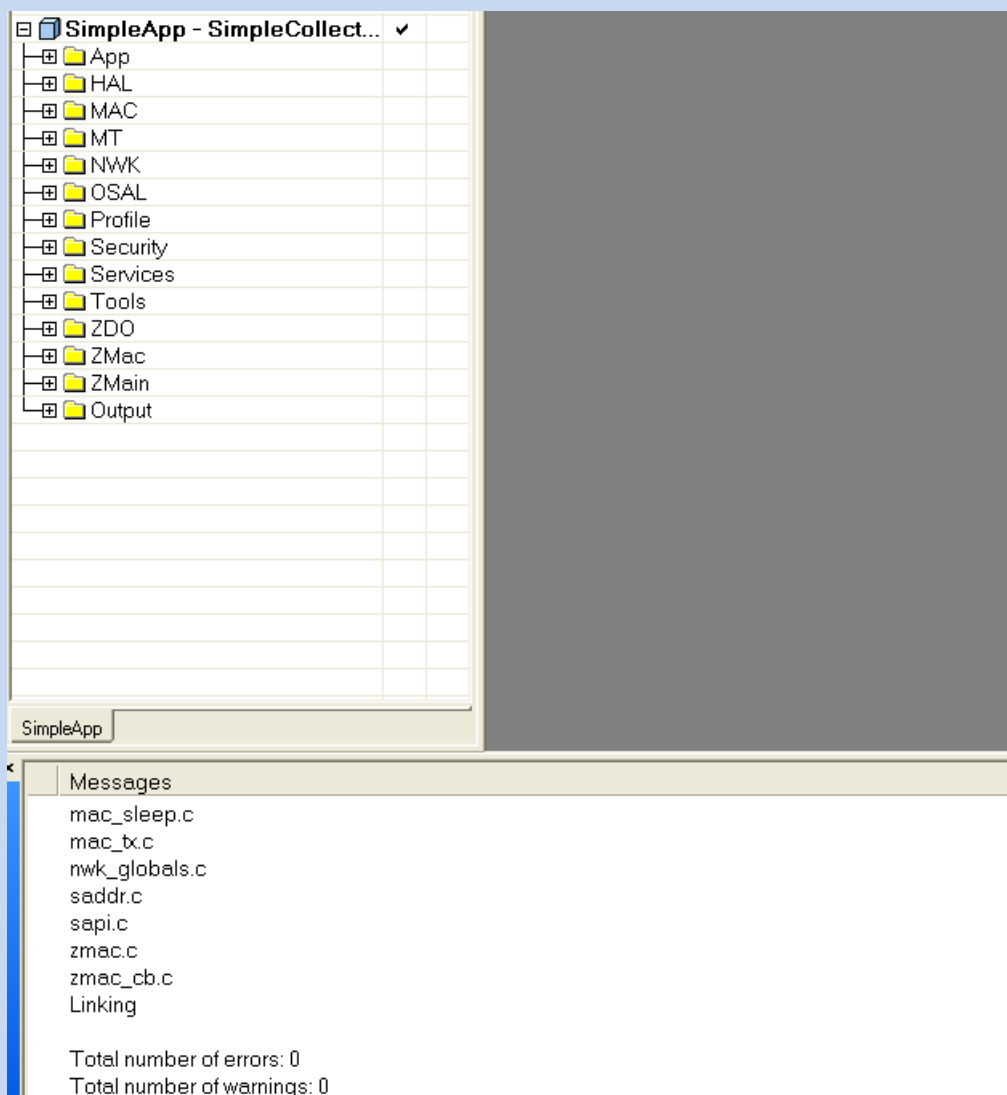 SimpleApp - SimpleCollect...
App
HAL
MAC
MT
NWK
OSAL
Profile
Security
Services
Tools
ZDO
ZMac
ZMain
Output
SimpleApp
Messages
mac_sleep.c
mac_tx.c
nwk_globals.c
saddr.c
sapi.c
zmac.c
zmac_cb.c
Linking
Total number of errors: 0
Total number of warnings: 0